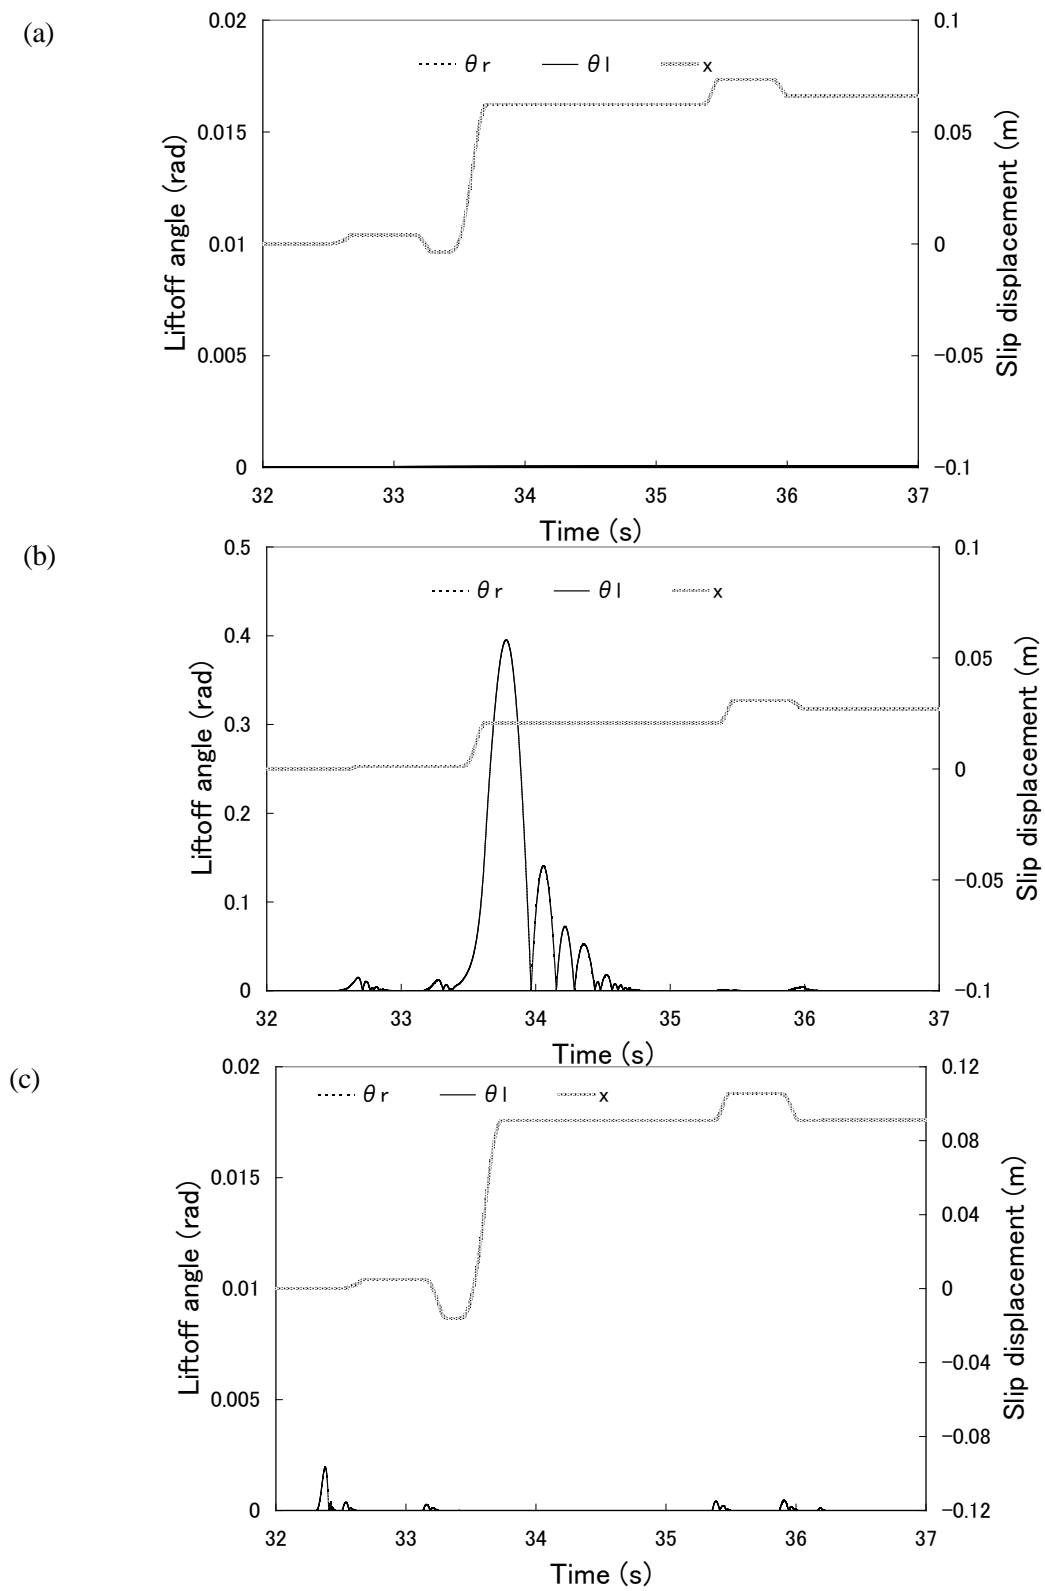 (a)
0.02
0.1
θr
θl
x
0.015
0.05
Liftoff angle (rad)
0.01
0
Slip displacement (m)
0.005
−0.05
0
−0.1
32 33 34 35 36 37
Time (s)
(b)
0.5
0.1
θr
θl
x
0.4
0.05
Liftoff angle (rad)
0.3
0
Slip displacement (m)
0.2
−0.05
0.1
0
−0.1
32 33 34 35 36 37
Time (s)
(c)
0.02
0.12
θr
θl
x
0.08
0.015
0.04
Liftoff angle (rad)
0.01
0
Slip displacement (m)
−0.04
0.005
−0.08
0
−0.12
32 33 34 35 36 37
Time (s)